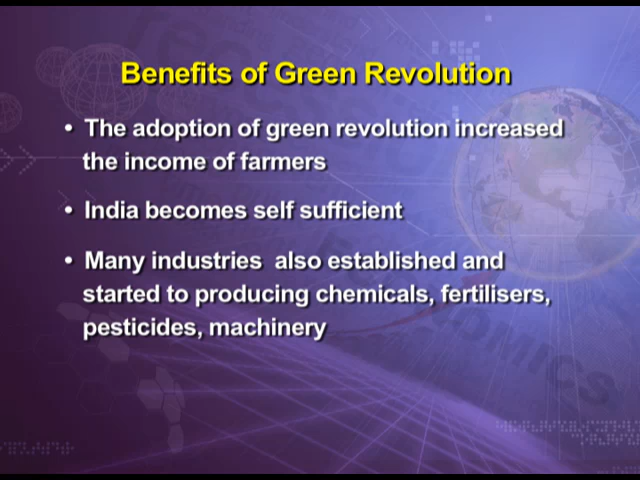 Benefits of Green Revolution
• The adoption of green revolution increased
the income of farmers
• India becomes self sufficient
• Many industries also established and
started to producing chemicals, fertilisers,
pesticides, machinery